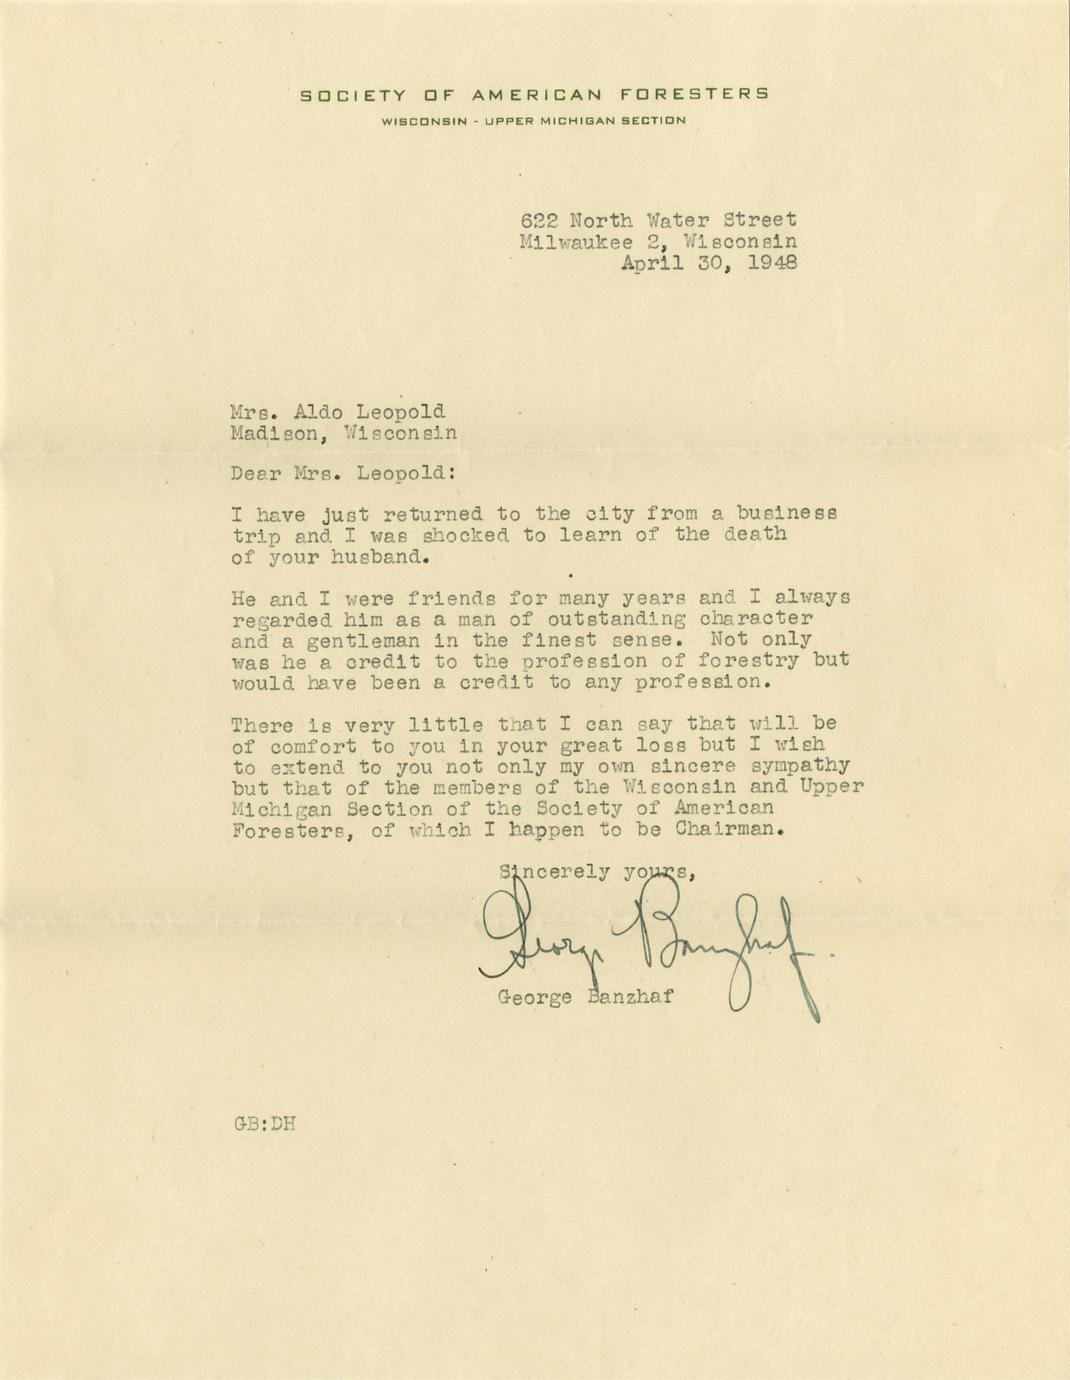 SOCIETY OF AMERICAN FORESTERS
WISCONSIN - UPPER MICHIGAN SECTION
622 North Water Street
Milwaukee 2, Wisconsin
April 30, 1948
Mrs. Aldo Leopold
Madison, Wisconsin
Dear Mrs. Leopold:
I have just returned to the city from a business
trip and I was shocked to learn of the death
of your husband.
He and I were friends for many years and I always
regarded him as a man of outstanding character
and a gentleman in the finest sense.  Not only
was he a credit to the profession of forestry but
would have been a credit to any profession.
There is very little that I can say that will be
of comfort to you in your great loss but I wish
to extend to you not only my own sincere sympathy
but that of the members of the Wisconsin and Upper
Michigan Section of the Society of American
Foresters, of which I happen to be Chairman.
Sincerely yours,
George Banzhaf
George Banzhaf
GB:DH